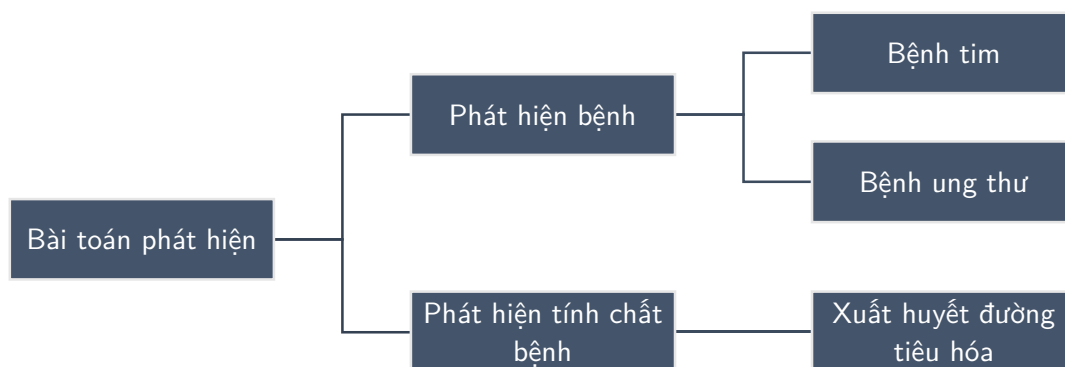 Bệnh tim
Phát hiện bệnh
Bệnh ung thư
Bài toán phát hiện
Phát hiện tính chất
bệnh
Xuất huyết đường
tiêu hóa